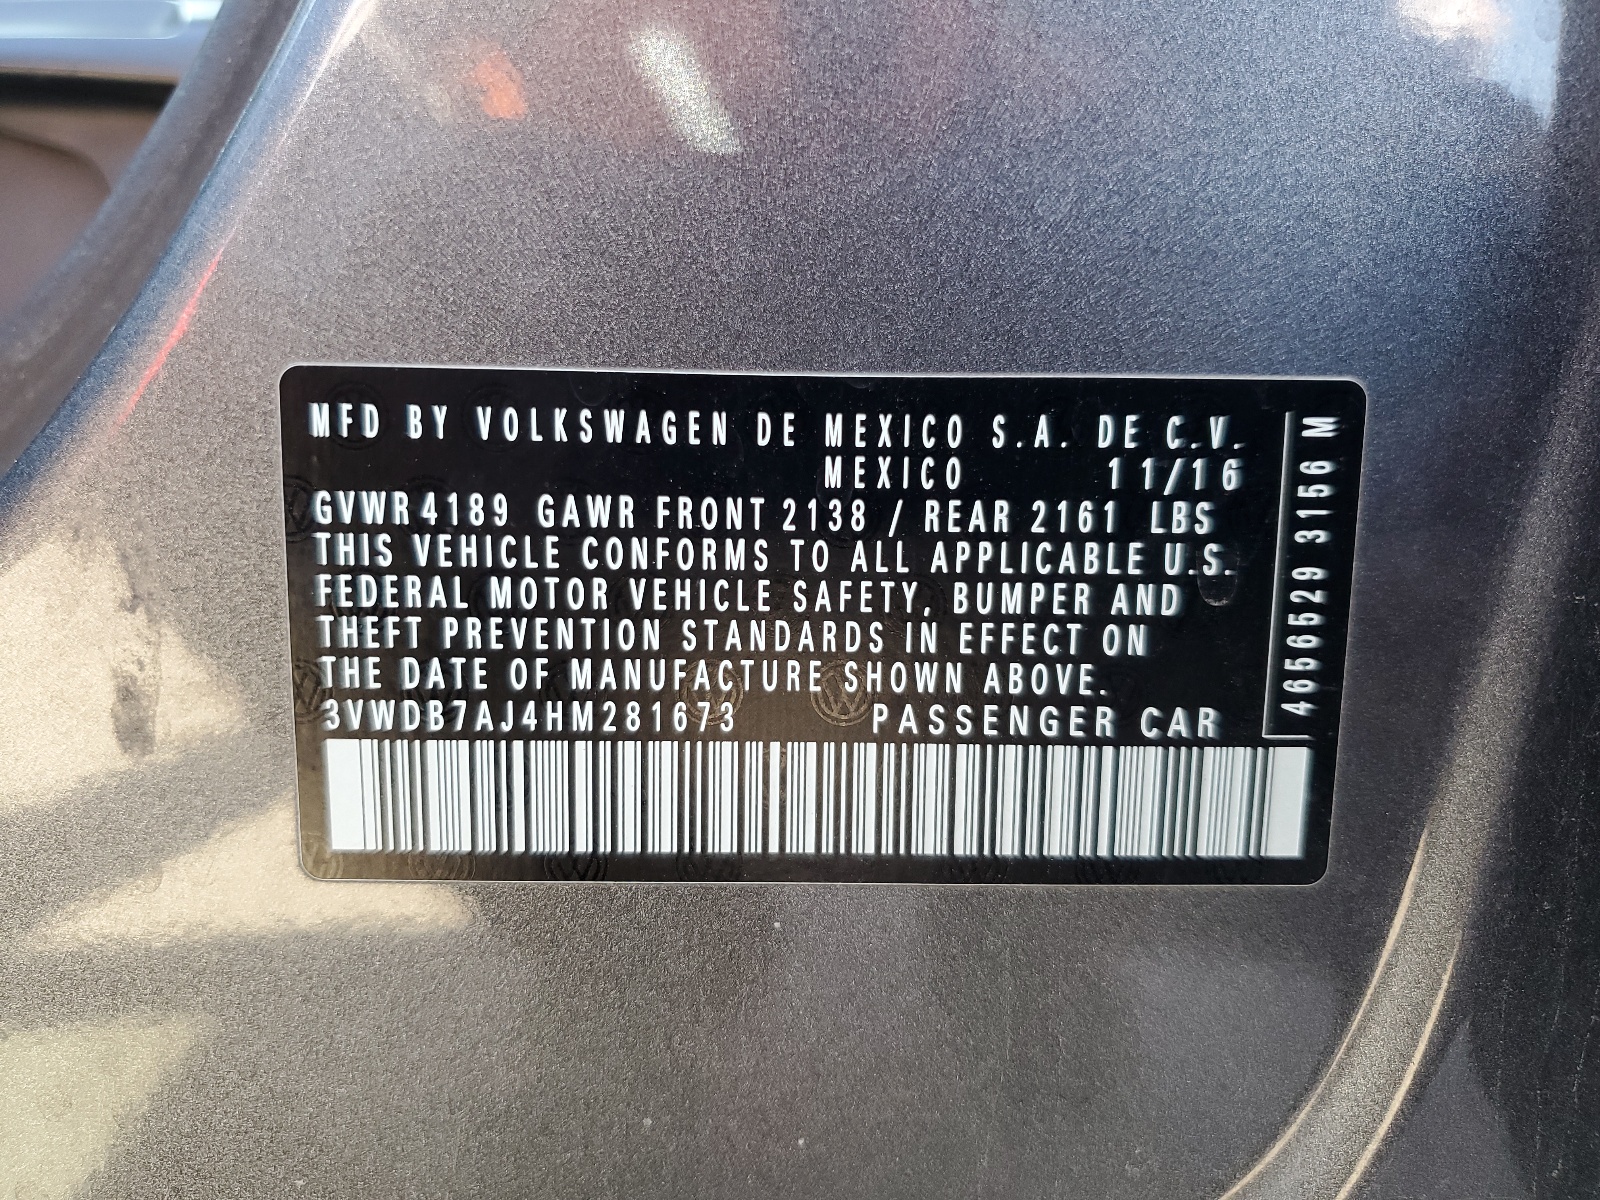 MFD BY VOLKSWAGEN DE MEXICO S.A. DE C.V.
MEXICO 11/16
GVWR4189 GAWR FRONT 2138 / REAR 2161 LBS
THIS VEHICLE CONFORMS TO ALL APPLICABLE U.S.
FEDERAL MOTOR VEHICLE SAFETY, BUMPER AND
THEFT PREVENTION STANDARDS IN EFFECT ON
THE DATE OF MANUFACTURE SHOWN ABOVE.
3VWDB7AJ4HM281673 PASSENGER CAR
4656529 3156 M